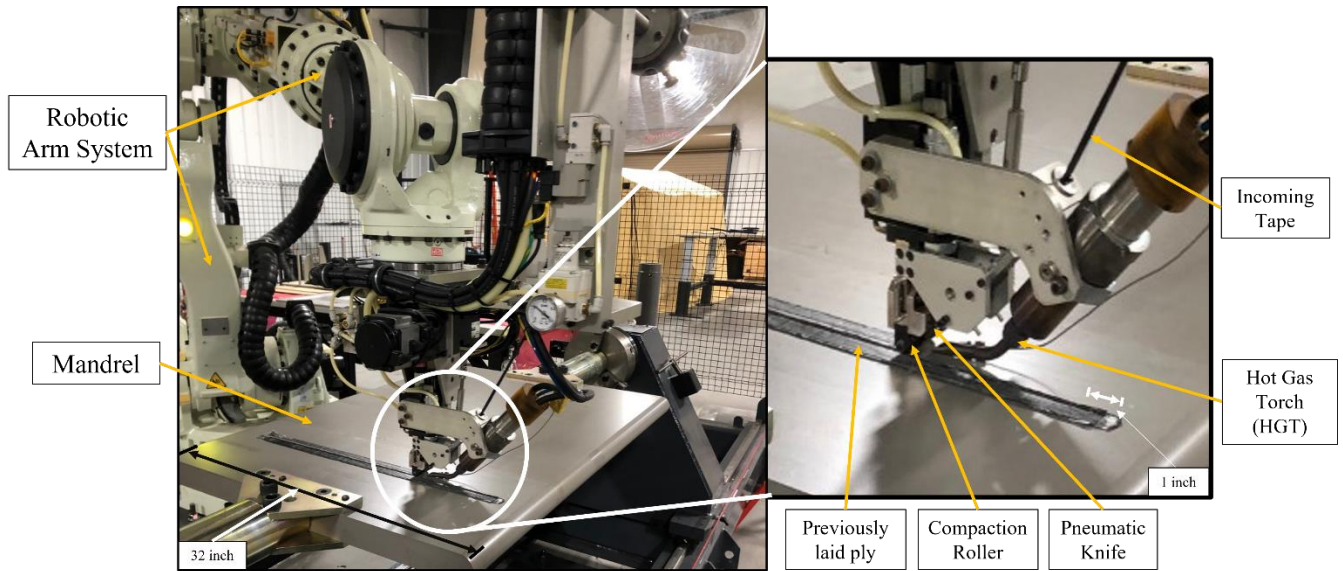 Robotic
Arm System
Mandrel
32 inch
Incoming
Tape
Hot Gas
Torch
(HGT)
1 inch
Previously
laid ply
Compaction
Roller
Pneumatic
Knife